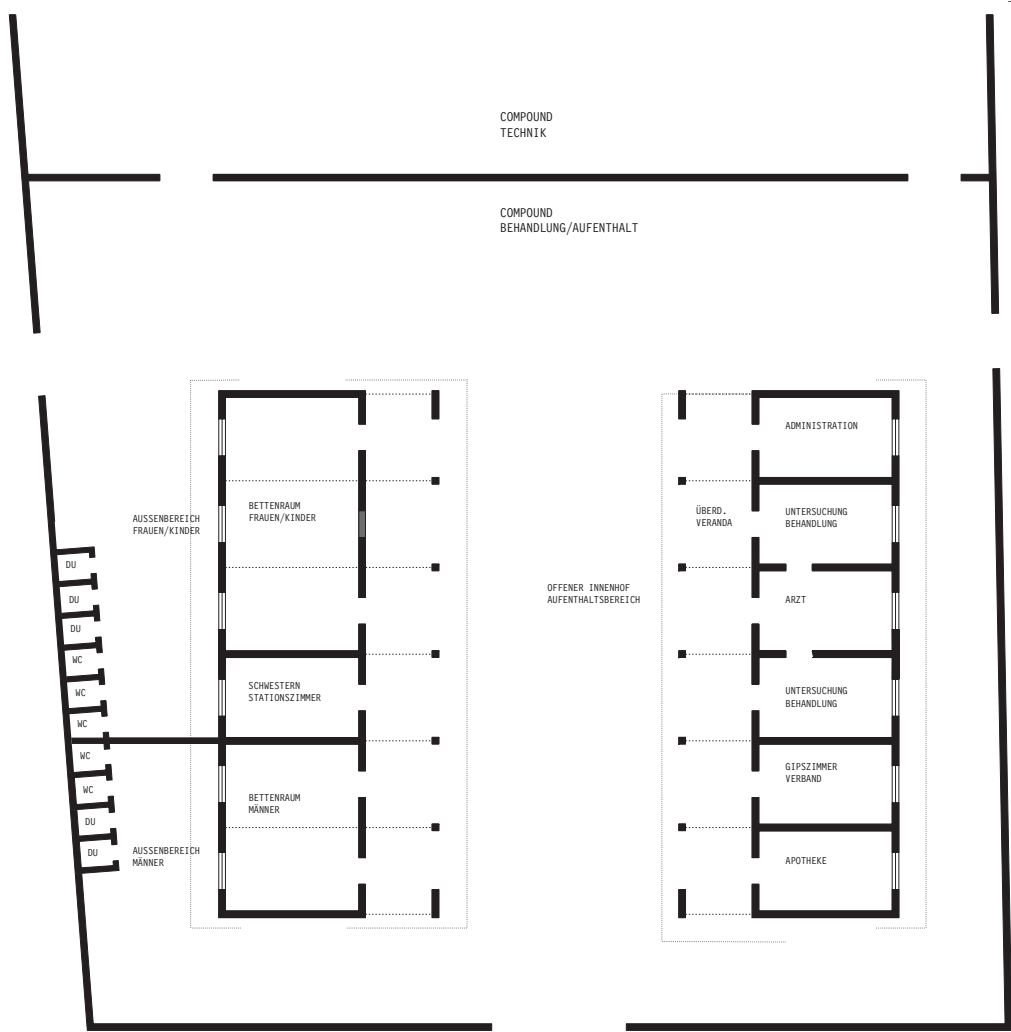 COMPOUND
TECHNIK
COMPOUND
BEHANDLUNG/AUFENTHALT
ADMINISTRATION
BETTENRAUM
FRAUEN/KINDER
AUSSENBEREICH
FRAUEN/KINDER
ÜBERD.
VERANDA
UNTERSUCHUNG
BEHANDLUNG
DU
DU
DU
WC
WC
WC
WC
WC
DU
DU
OFFENER INNENHOF
AUFENTHALTSBEREICH
ARZT
SCHWESTERN
STATIONSZIMMER
UNTERSUCHUNG
BEHANDLUNG
GIPSZIMMER
VERBAND
BETTENRAUM
MÄNNER
AUSSENBEREICH
MÄNNER
APOTHEKE